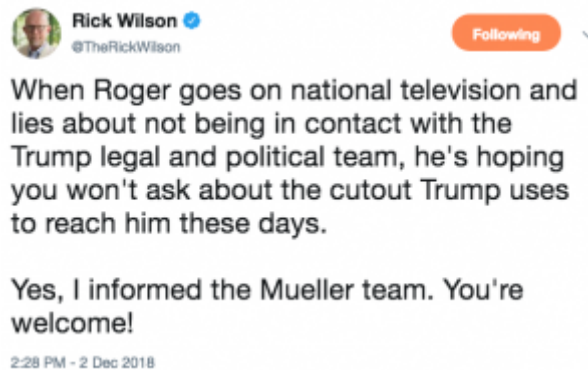 Rick Wilson
@TheRickWilson
Following
When Roger goes on national television and
lies about not being in contact with the
Trump legal and political team, he's hoping
you won't ask about the cutout Trump uses
to reach him these days.
Yes, I informed the Mueller team. You're
welcome!
2:28 PM - 2 Dec 2018